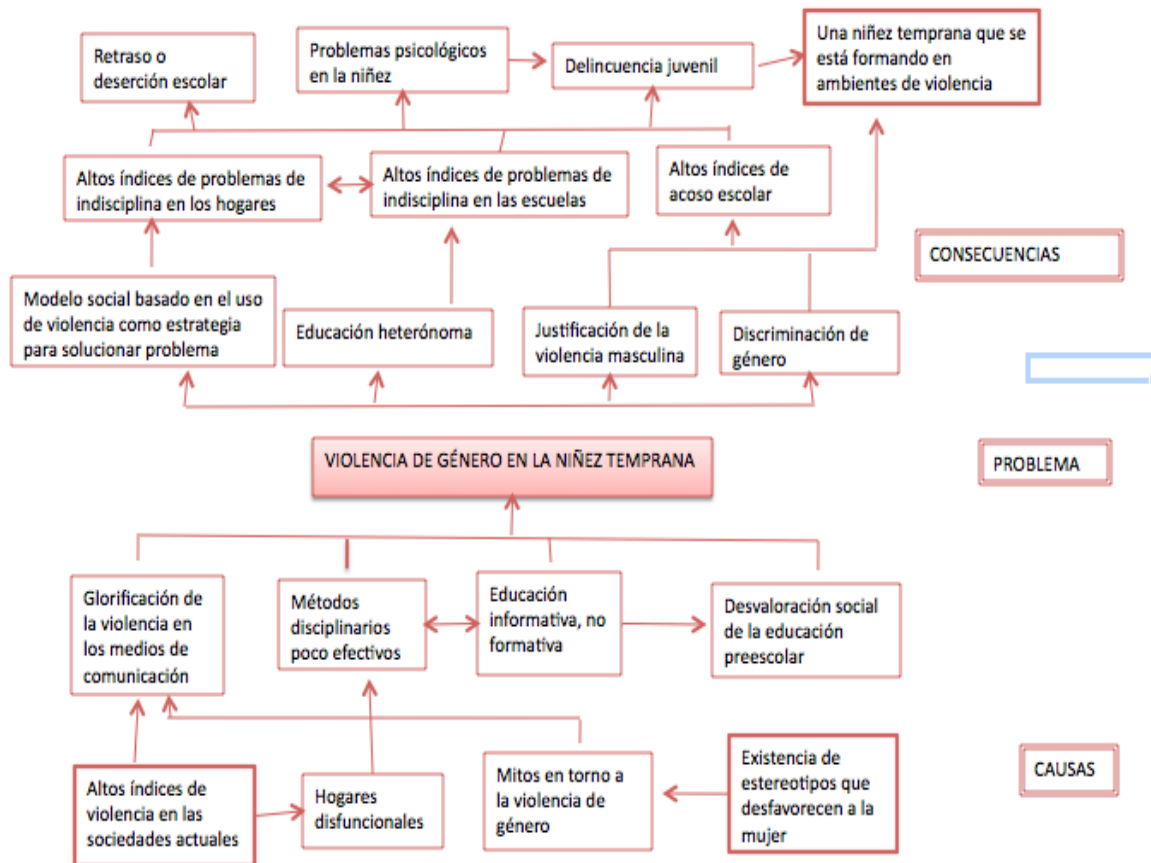 Retraso o
deserción escolar
Problemas psicológicos
en la niñez
Delincuencia juvenil
Una niñez temprana que se
está formando en
ambientes de violencia
Altos índices de problemas de
indisciplina en los hogares
Altos índices de problemas de
indisciplina en las escuelas
Altos índices de
acoso escolar
CONSECUENCIAS
Modelo social basado en el uso
de violencia como estrategia
para solucionar problema
Educación heterónoma
Justificación de la
violencia masculina
Discriminación de
género
VIOLENCIA DE GÉNERO EN LA NIÑEZ TEMPRANA
PROBLEMA
Glorificación de
la violencia en
los medios de
comunicación
Métodos
disciplinarios
poco efectivos
Educación
informativa, no
formativa
Desvaloración social
de la educación
preescolar
Altos índices de
violencia en las
sociedades actuales
Hogares
disfuncionales
Mitos en torno a
la violencia de
género
Existencia de
estereotipos que
desfavorecen a la
mujer
CAUSAS